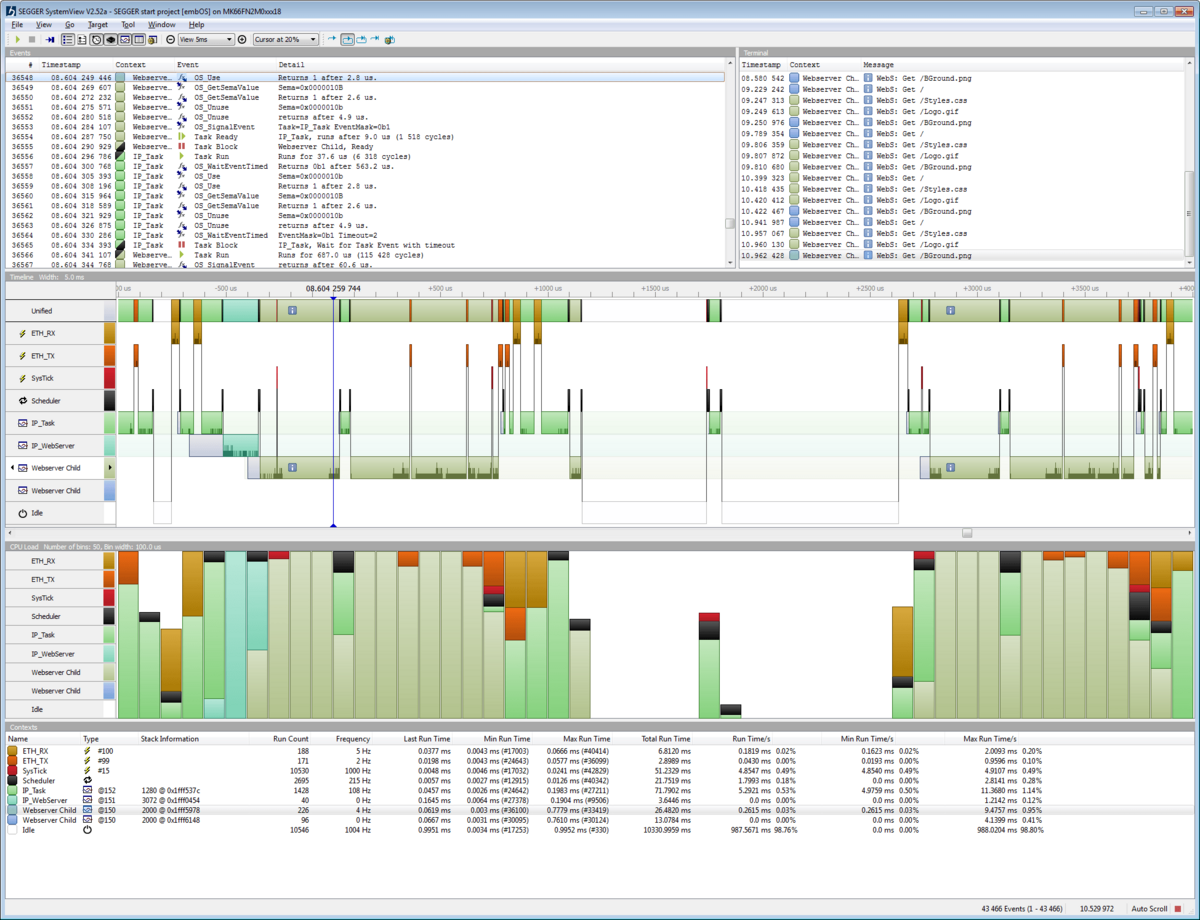 SEGGER SystemView V2.52a - SEGGER start project [embOS] on MK66FN2M0xxx18
File View Go Target Tool Window Help
View 5ms Cursor at 20%
Events
# Timestamp Context Event Detail
36548 08.604 249 446 Webserve... OS_Use Returns 1 after 2.8 us.
36549 08.604 269 607 Webserve... OS_GetSemaValue Sema=0x0000010B
36550 08.604 272 232 Webserve... OS_GetSemaValue Returns 1 after 2.6 us.
36551 08.604 275 571 Webserve... OS_Unuse Sema=0x0000010b
36552 08.604 280 518 Webserve... OS_Unuse returns after 4.9 us.
36553 08.604 284 107 Webserve... OS_SignalEvent Task=IP_Task EventMask=0b1
36554 08.604 287 750 Webserve... Task Ready IP_Task, runs after 9.0 us (1 518 cycles)
36555 08.604 290 929 Webserve... Task Block Webserver Child, Ready
36556 08.604 296 786 IP_Task Task Run Runs for 37.6 us (6 318 cycles)
36557 08.604 300 768 IP_Task OS_WaitEventTimed Returns 0b1 after 563.2 us.
36558 08.604 305 393 IP_Task OS_Use Sema=0x0000010b
36559 08.604 308 196 IP_Task OS_Use Returns 1 after 2.8 us.
36560 08.604 315 964 IP_Task OS_GetSemaValue Sema=0x0000010B
36561 08.604 318 589 IP_Task OS_GetSemaValue Returns 1 after 2.6 us.
36562 08.604 321 929 IP_Task OS_Unuse Sema=0x0000010b
36563 08.604 326 875 IP_Task OS_Unuse returns after 4.9 us.
36564 08.604 330 286 IP_Task OS_WaitEventTimed EventMask=0b1 Timeout=2
36565 08.604 334 393 IP_Task Task Block IP_Task, Wait for Task Event with timeout
36566 08.604 341 107 Webserve... Task Run Runs for 687.0 us (115 428 cycles)
36567 08.604 344 768 Webserve... OS_SignalEvent returns after 60.6 us.
Terminal
Timestamp Context Message
08.580 542 Webserver Ch... WebS: Get /BGround.png
09.229 242 Webserver Ch... WebS: Get /
09.247 313 Webserver Ch... WebS: Get /Styles.css
09.249 613 Webserver Ch... WebS: Get /Logo.gif
09.250 976 Webserver Ch... WebS: Get /BGround.png
09.789 354 Webserver Ch... WebS: Get /
09.806 359 Webserver Ch... WebS: Get /Styles.css
09.807 872 Webserver Ch... WebS: Get /Logo.gif
09.810 680 Webserver Ch... WebS: Get /BGround.png
10.399 323 Webserver Ch... WebS: Get /
10.418 435 Webserver Ch... WebS: Get /Styles.css
10.420 412 Webserver Ch... WebS: Get /Logo.gif
10.422 467 Webserver Ch... WebS: Get /BGround.png
10.941 987 Webserver Ch... WebS: Get /
10.957 067 Webserver Ch... WebS: Get /Styles.css
10.960 130 Webserver Ch... WebS: Get /Logo.gif
10.962 428 Webserver Ch... WebS: Get /BGround.png
Timeline Width: 5.0 ms
00 us -500 us 08.604 259 744 +500 us +1000 us +1500 us +2000 us +2500 us +3000 us +3500 us +400
Unified
ETH_RX
ETH_TX
SysTick
Scheduler
IP_Task
IP_WebServer
Webserver Child
Webserver Child
Idle
CPU Load Number of bins: 50, Bin width: 100.0 us
ETH_RX
ETH_TX
SysTick
Scheduler
IP_Task
IP_WebServer
Webserver Child
Webserver Child
Idle
Contexts
Name Type Stack Information Run Count Frequency Last Run Time Min Run Time Max Run Time Total Run Time Run Time/s Min Run Time/s Max Run Time/s
ETH_RX #100 188 5 Hz 0.0377 ms 0.0043 ms (#17003) 0.0666 ms (#40414) 6.8120 ms 0.1819 ms 0.02% 0.1623 ms 0.02% 2.0093 ms 0.20%
ETH_TX #99 171 2 Hz 0.0198 ms 0.0043 ms (#24643) 0.0577 ms (#36099) 2.8989 ms 0.0430 ms 0.00% 0.0193 ms 0.00% 0.9596 ms 0.10%
SysTick #15 10530 1000 Hz 0.0048 ms 0.0046 ms (#17032) 0.0241 ms (#42829) 51.2329 ms 4.8547 ms 0.49% 4.8540 ms 0.49% 4.9107 ms 0.49%
Scheduler 2695 215 Hz 0.0057 ms 0.0027 ms (#12015) 0.0126 ms (#40342) 21.7519 ms 1.7993 ms 0.18% 0.0 ms 0.00% 2.8141 ms 0.28%
IP_Task @152 1280 @ 0x1fff537c 1428 108 Hz 0.0457 ms 0.0026 ms (#24642) 0.1983 ms (#27211) 71.7902 ms 5.2921 ms 0.53% 4.9759 ms 0.50% 11.3680 ms 1.14%
IP_WebServer @151 3072 @ 0x1fff0454 40 0 Hz 0.1645 ms 0.0064 ms (#27378) 0.1904 ms (#9506) 3.6446 ms 0.0 ms 0.00% 0.0 ms 0.00% 1.2142 ms 0.12%
Webserver Child @150 2000 @ 0x1fff5978 226 4 Hz 0.0619 ms 0.003 ms (#36100) 0.7779 ms (#33419) 26.4820 ms 0.2615 ms 0.03% 0.2615 ms 0.03% 9.4757 ms 0.95%
Webserver Child @150 2000 @ 0x1fff6148 96 0 Hz 0.0667 ms 0.0031 ms (#30095) 0.7610 ms (#30124) 13.0784 ms 0.0 ms 0.00% 0.0 ms 0.00% 4.1399 ms 0.41%
Idle 10546 1004 Hz 0.9951 ms 0.0034 ms (#17253) 0.9952 ms (#330) 10330.9959 ms 987.5671 ms 98.76% 0.0 ms 0.00% 988.0204 ms 98.80%
43 466 Events (1 - 43 466) 10.529 972 Auto Scroll